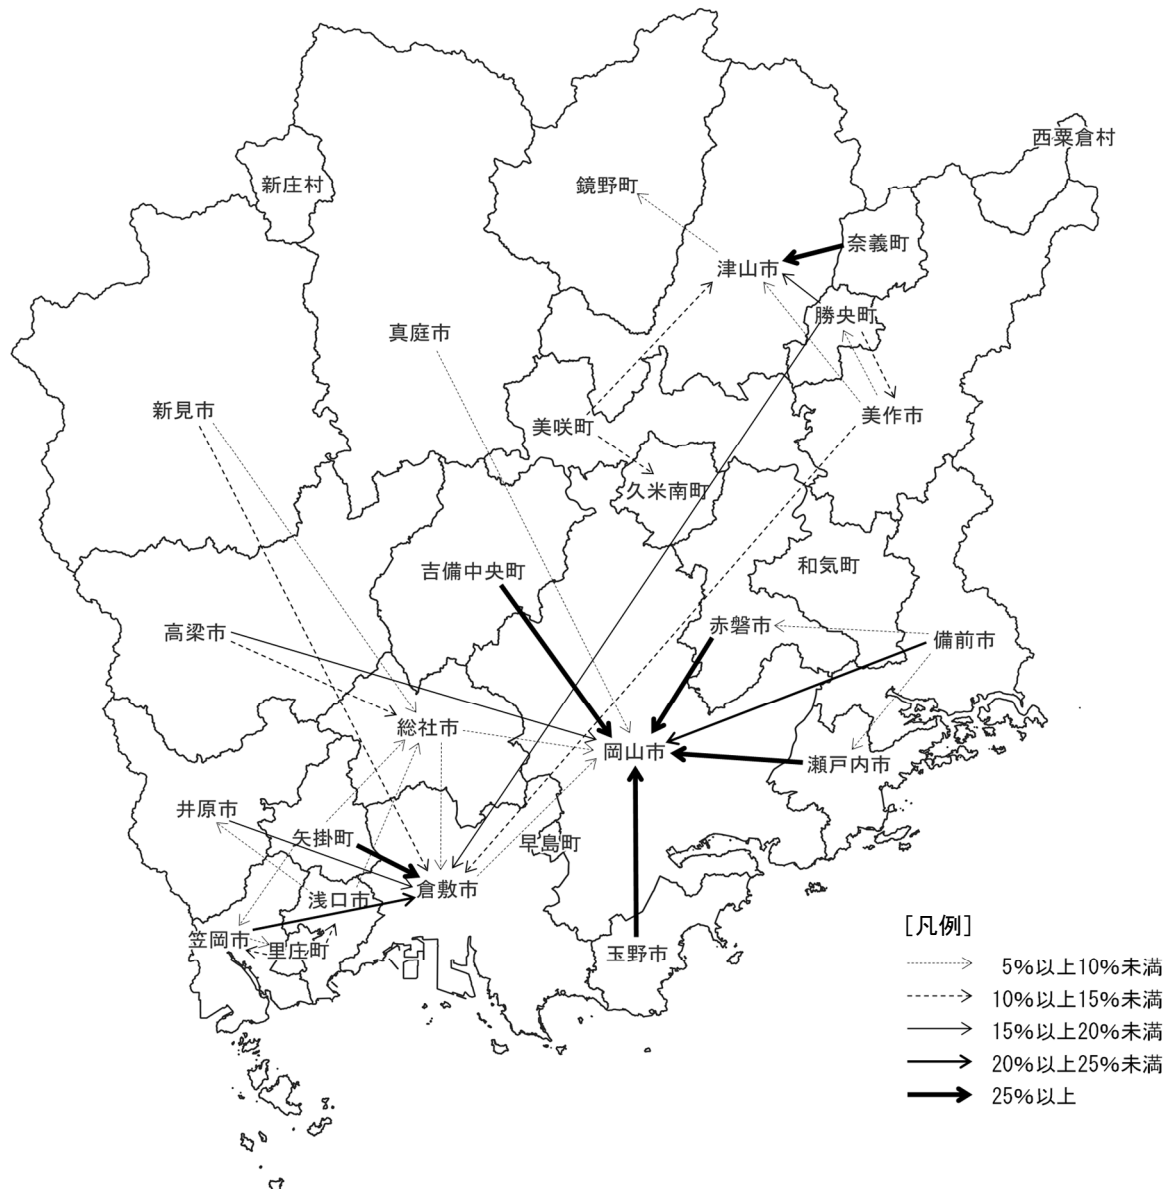 西粟倉村
新庄村
鏡野町
奈義町
津山市
勝央町
真庭市
新見市
美作市
美咲町
久米南町
和気町
吉備中央町
赤磐市
高梁市
備前市
総社市
岡山市
瀬戸内市
井原市
矢掛町
早島町
倉敷市
浅口市
笠岡市
里庄町
玉野市
[凡例]
5%以上10%未満
10%以上15%未満
15%以上20%未満
20%以上25%未満
25%以上